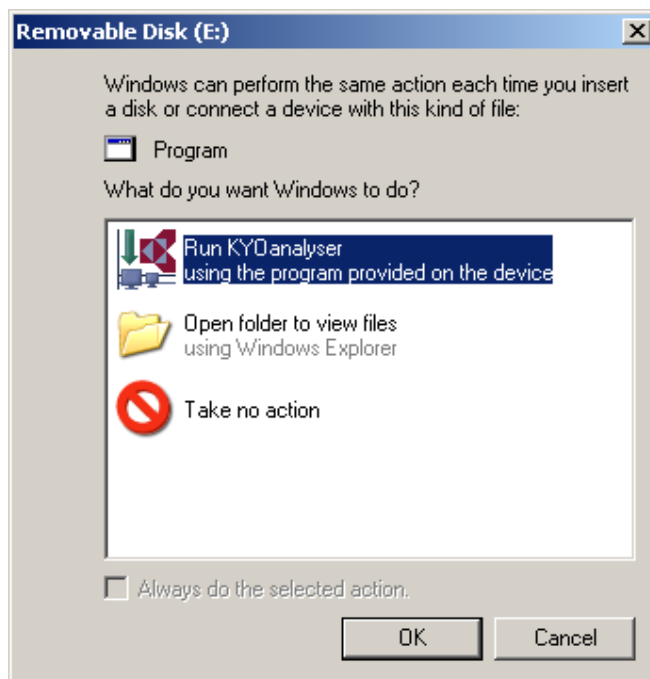 Removable Disk (E:)
Windows can perform the same action each time you insert
a disk or connect a device with this kind of file:
Program
What do you want Windows to do?
Run KYOanalyser
using the program provided on the device
Open folder to view files
using Windows Explorer
Take no action
Always do the selected action.
OK
Cancel